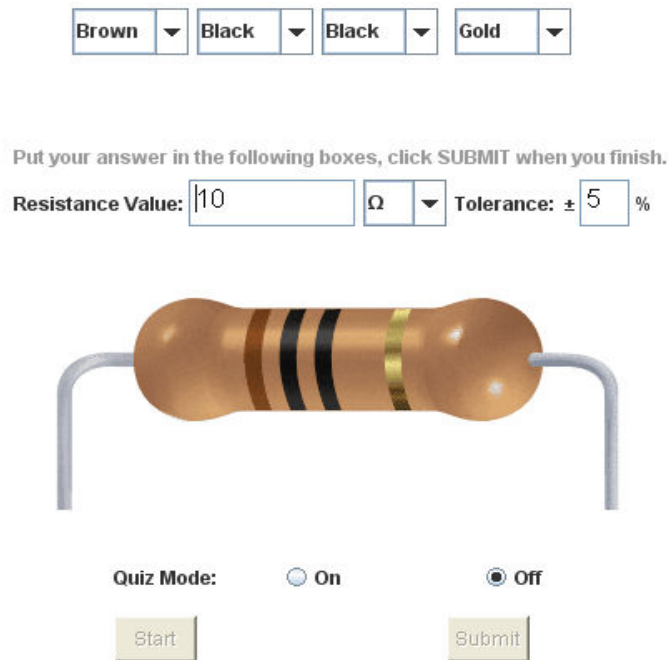 Brown Black Black Gold
Put your answer in the following boxes, click SUBMIT when you finish.
Resistance Value: 10 Ω Tolerance: ± 5 %
Quiz Mode: On Off
Start Submit